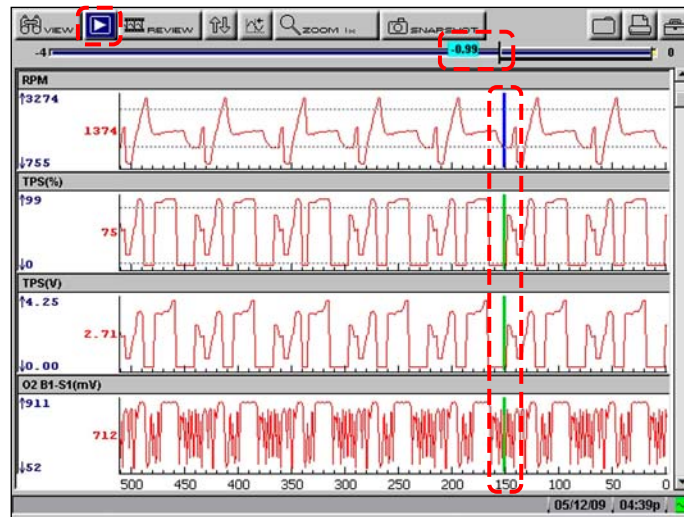 VIEW REVIEW ZOOM 1x SNAPSHOT
-4 -0.99 0
RPM
↑3274
1374
↓755
TPS(%)
↑99
75
↓0
TPS(V)
↑4.25
2.71
↓0.00
O2 B1-S1(mV)
↑911
712
↓52
500 450 400 350 300 250 200 150 100 50 0
05/12/09 04:39p